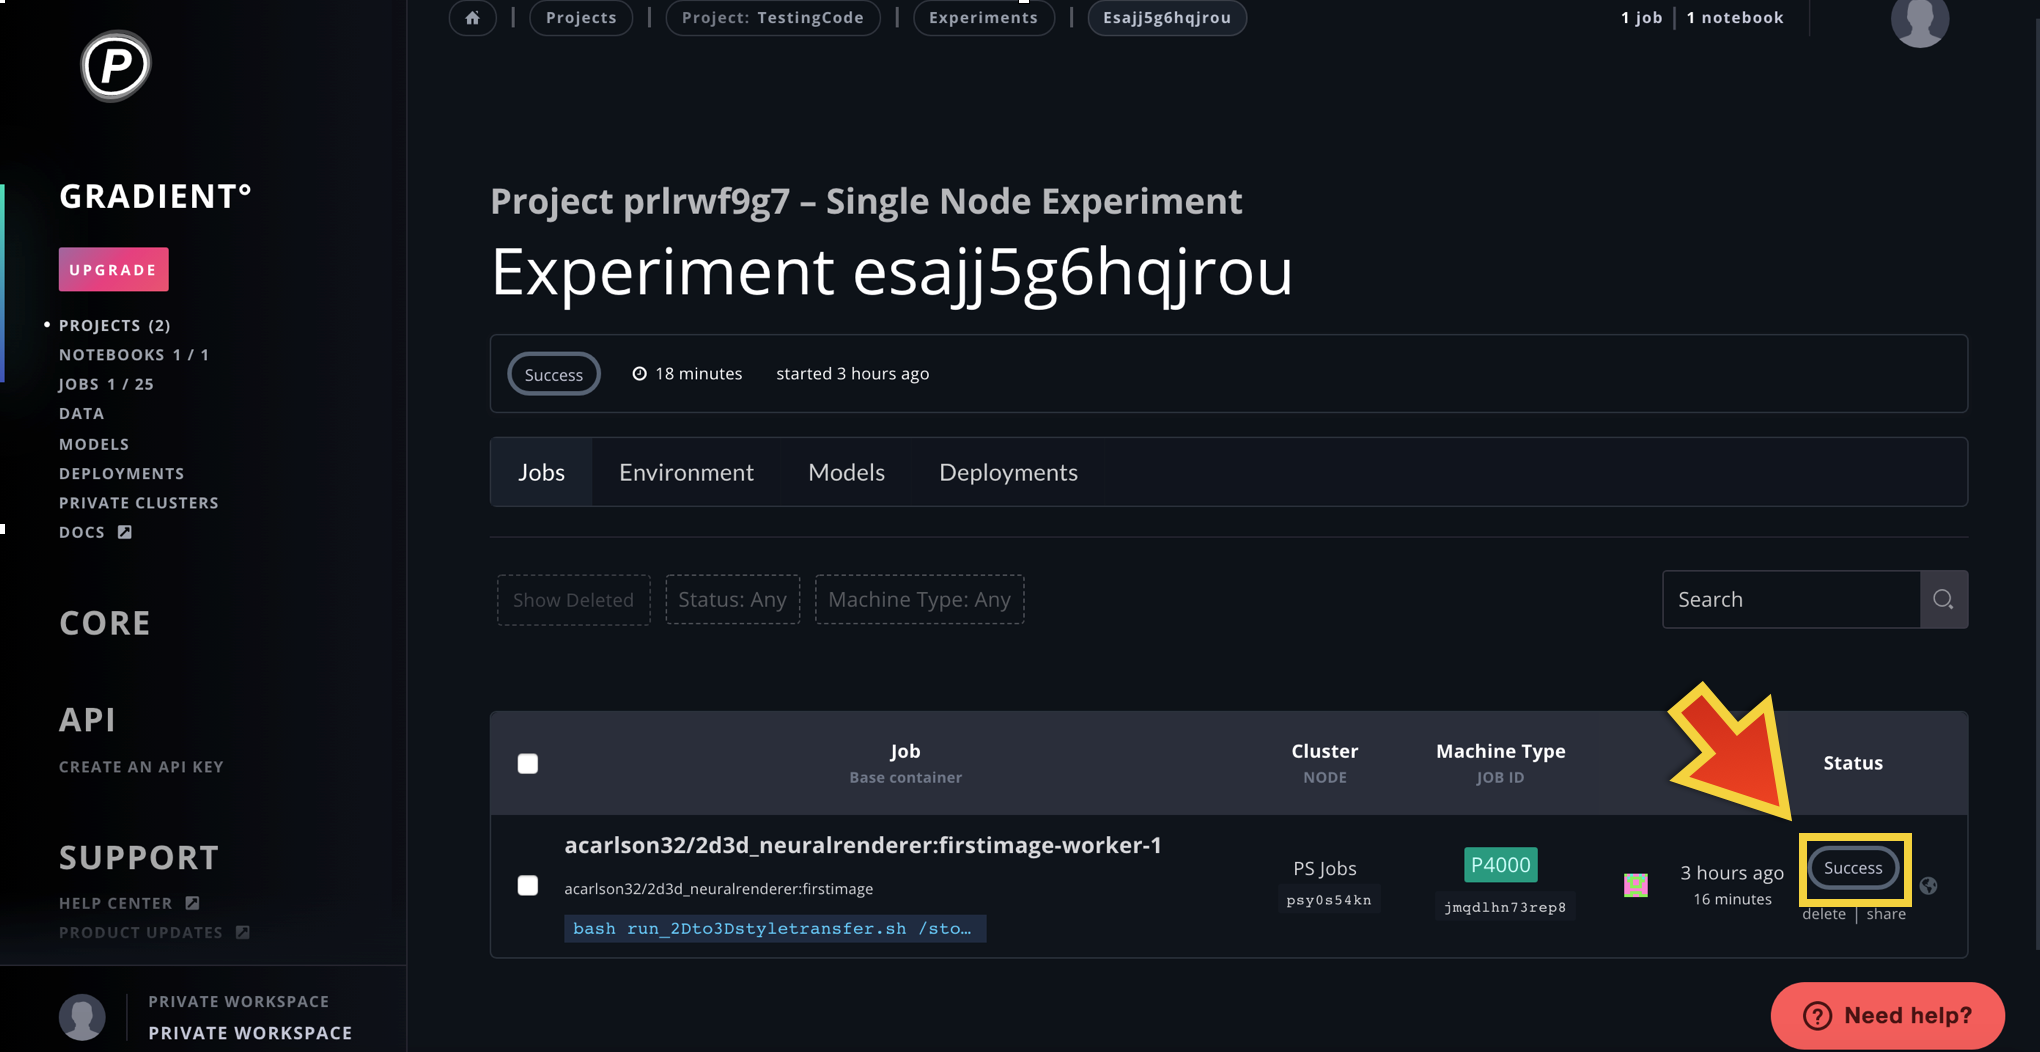 Projects
Project: TestingCode
Experiments
Esajj5g6hqjrou
1 job | 1 notebook
P
GRADIENT°
UPGRADE
• PROJECTS (2)
NOTEBOOKS 1 / 1
JOBS 1 / 25
DATA
MODELS
DEPLOYMENTS
PRIVATE CLUSTERS
DOCS
CORE
API
CREATE AN API KEY
SUPPORT
HELP CENTER
PRODUCT UPDATES
PRIVATE WORKSPACE
PRIVATE WORKSPACE
Project prlrwf9g7 – Single Node Experiment
Experiment esajj5g6hqjrou
Success 18 minutes started 3 hours ago
Jobs Environment Models Deployments
Show Deleted Status: Any Machine Type: Any Search
Job Cluster Machine Type Status
Base container NODE JOB ID
acarlson32/2d3d_neuralrenderer:firstimage-worker-1
acarlson32/2d3d_neuralrenderer:firstimage
bash run_2Dto3Dstyletransfer.sh /sto…
PS Jobs
psy0s54kn
P4000
jmqdlhn73rep8
3 hours ago
16 minutes
Success
delete | share
Need help?